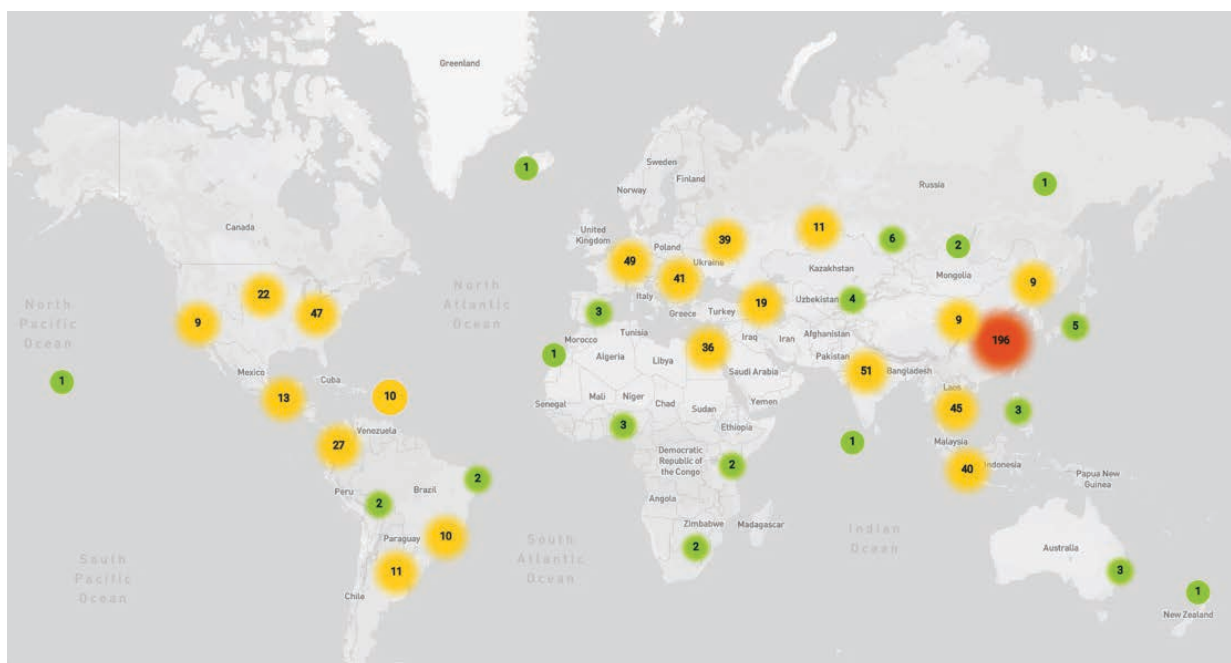 Greenland
1
Sweden
Finland
Norway
Russia
1
Canada
United
Kingdom
Poland
Ukraine
39
11
6
2
49
41
Kazakhstan
Mongolia
North
Atlantic
Ocean
North
Pacific
Ocean
9
22
47
Italy
Greece
Turkey
19
Uzbekistan
4
9
9
196
5
3
Morocco
Tunisia
1
Algeria
Libya
36
Iraq
Iran
Afghanistan
Pakistan
51
Bangladesh
Saudi Arabia
1
Mexico
Cuba
13
10
Laos
45
3
Senegal
Mali
Niger
Chad
Sudan
Yemen
Ethiopia
3
27
Venezuela
1
Malaysia
40
Indonesia
Papua New
Guinea
Democratic
Republic of
the Congo
2
Peru
Brazil
2
2
Angola
Zimbabwe
Madagascar
2
Indian
Ocean
South
Atlantic
Ocean
South
Pacific
Ocean
Paraguay
10
11
Chile
Australia
3
1
New Zealand